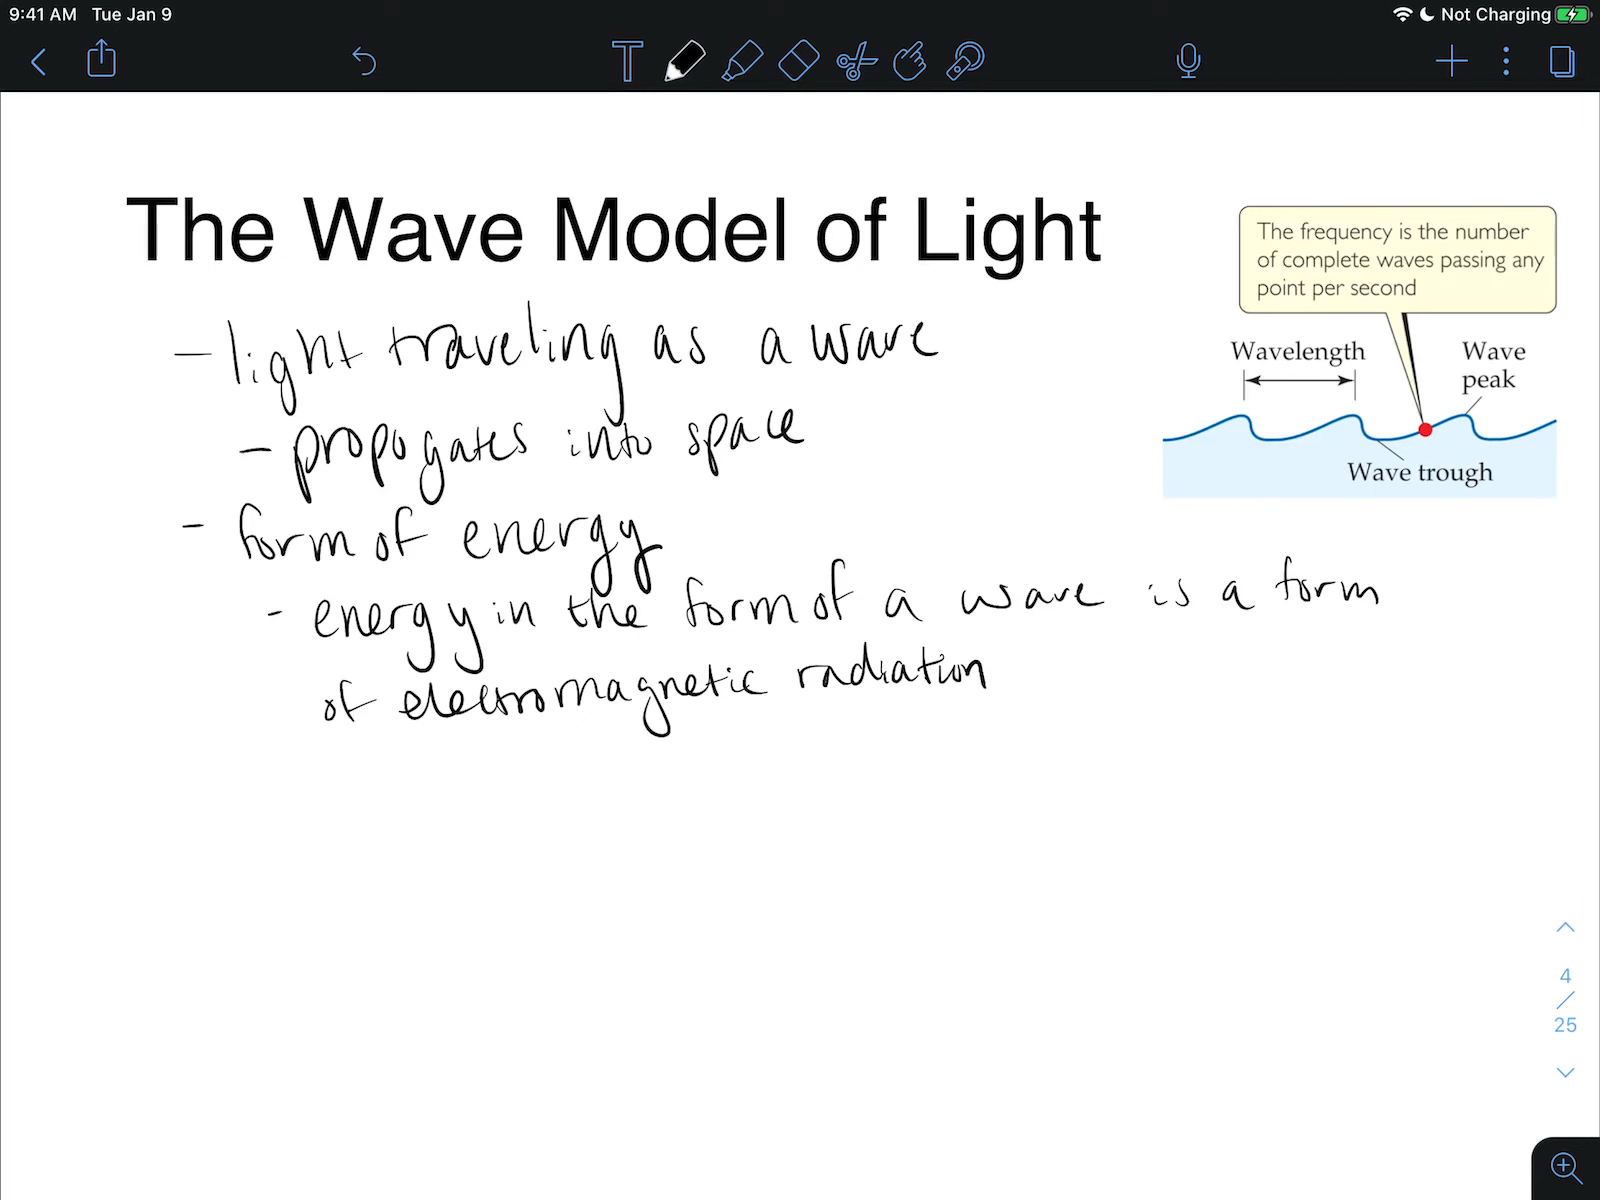 9:41 AM Tue Jan 9
Not Charging
The Wave Model of Light
The frequency is the number
of complete waves passing any
point per second
Wavelength
Wave
peak
Wave trough
- light traveling as a wave
- propogates into space
- form of energy
- energy in the form of a wave is a form
of electromagnetic radiation
4
/
25